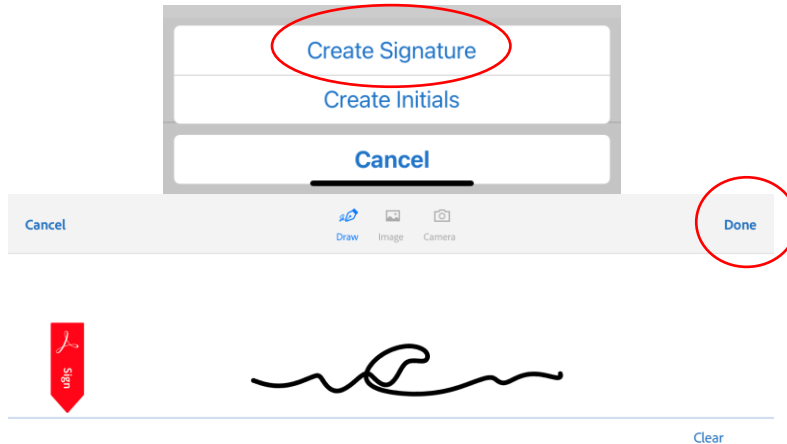 Create Signature
Create Initials
Cancel
Cancel
Draw Image Camera
Done
Sign
Clear